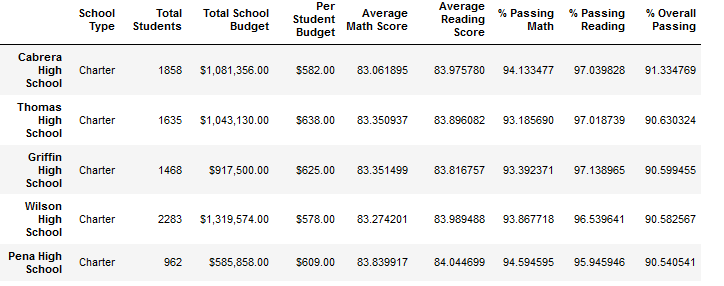 School Type Total Students Total School Budget Per Student Budget Average Math Score Average Reading Score % Passing Math % Passing Reading % Overall Passing
Cabrera High School Charter 1858 $1,081,356.00 $582.00 83.061895 83.975780 94.133477 97.039828 91.334769
Thomas High School Charter 1635 $1,043,130.00 $638.00 83.350937 83.896082 93.185690 97.018739 90.630324
Griffin High School Charter 1468 $917,500.00 $625.00 83.351499 83.816757 93.392371 97.138965 90.599455
Wilson High School Charter 2283 $1,319,574.00 $578.00 83.274201 83.989488 93.867718 96.539641 90.582567
Pena High School Charter 962 $585,858.00 $609.00 83.839917 84.044699 94.594595 95.945946 90.540541